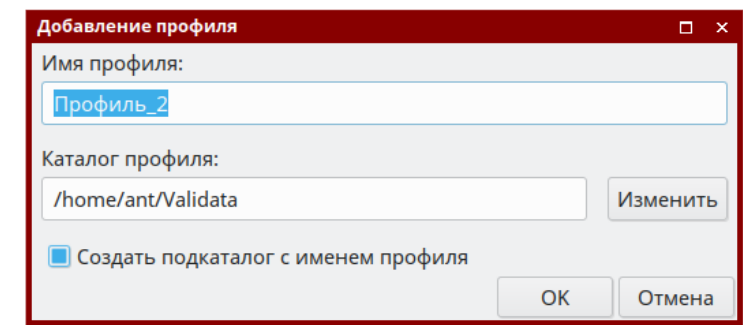 Добавление профиля
Имя профиля:
Профиль_2
Каталог профиля:
/home/ant/Validata
Изменить
Создать подкаталог с именем профиля
OK
Отмена